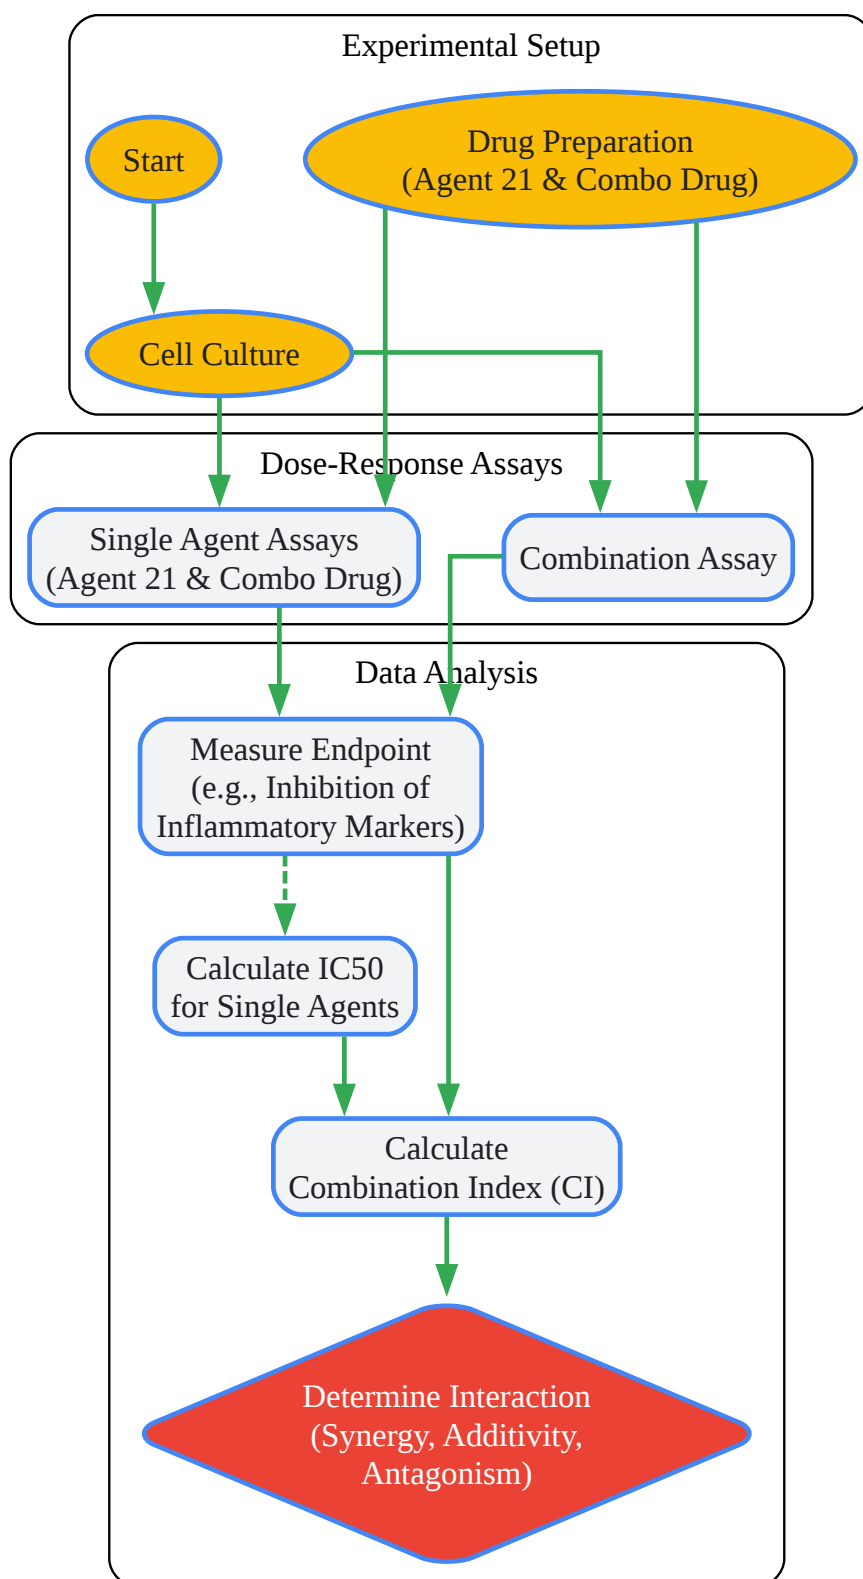 Experimental Setup
Start
Drug Preparation
(Agent 21 & Combo Drug)
Cell Culture
Dose-Response Assays
Single Agent Assays
(Agent 21 & Combo Drug)
Combination Assay
Data Analysis
Measure Endpoint
(e.g., Inhibition of
Inflammatory Markers)
Calculate IC50
for Single Agents
Calculate
Combination Index (CI)
Determine Interaction
(Synergy, Additivity,
Antagonism)